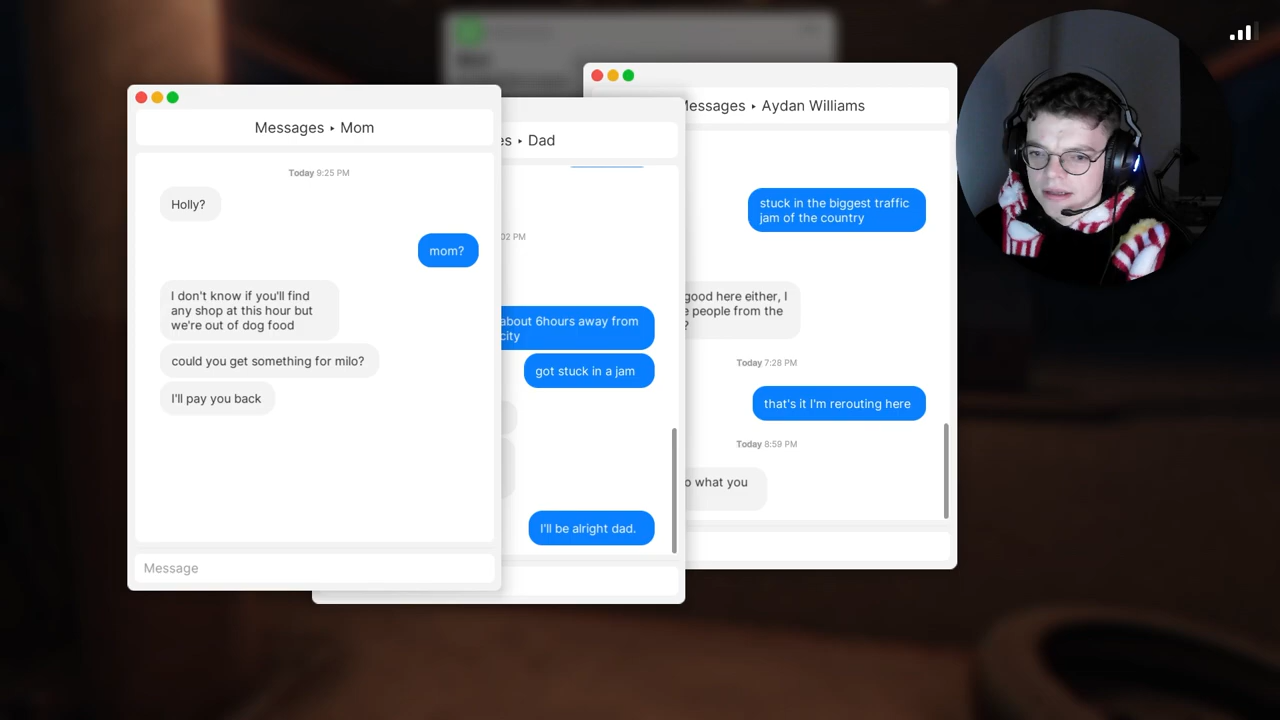 Messages ‣ Mom
Today 9:25 PM
Holly?
mom?
I don't know if you'll find
any shop at this hour but
we're out of dog food
could you get something for milo?
I'll pay you back
Message
es ‣ Dad
02 PM
about 6hours away from
city
got stuck in a jam
I'll be alright dad.
Messages ‣ Aydan Williams
stuck in the biggest traffic
jam of the country
good here either, I
e people from the
?
Today 7:28 PM
that's it I'm rerouting here
Today 8:59 PM
o what you